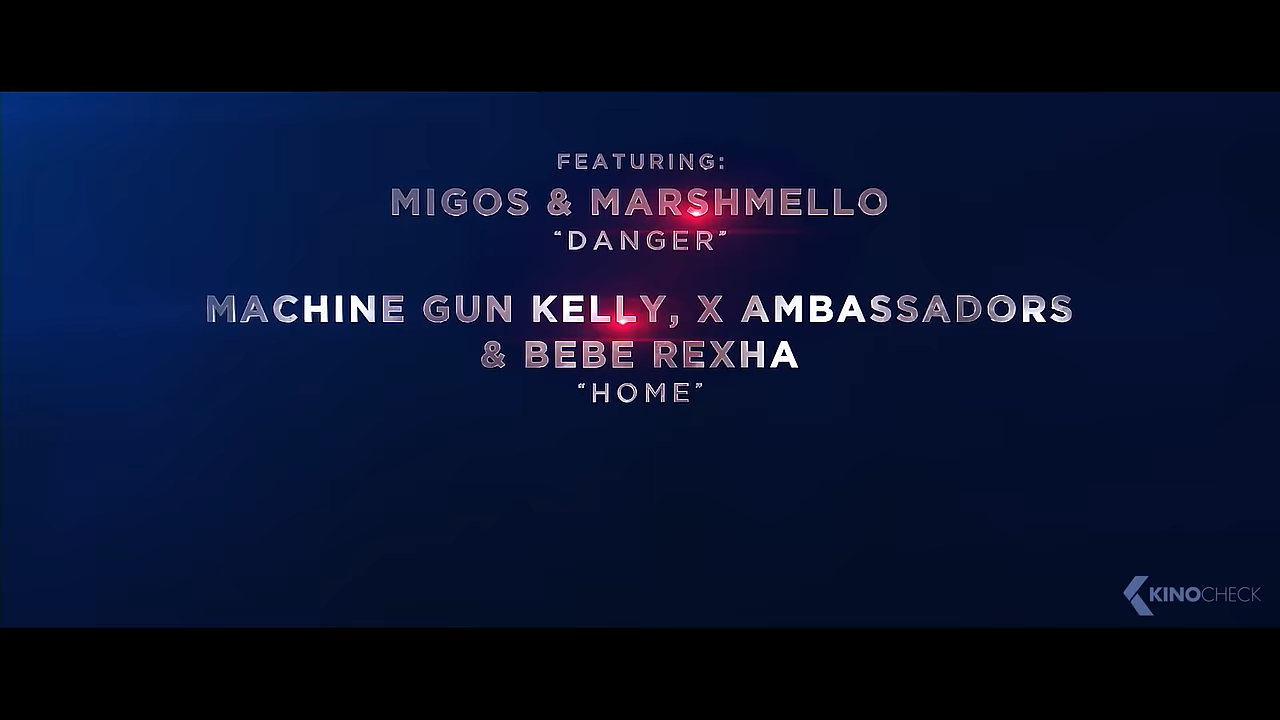 FEATURING:
MIGOS & MARSHMELLO
“DANGER”
MACHINE GUN KELLY, X AMBASSADORS
& BEBE REXHA
“HOME”
KINOCHECK